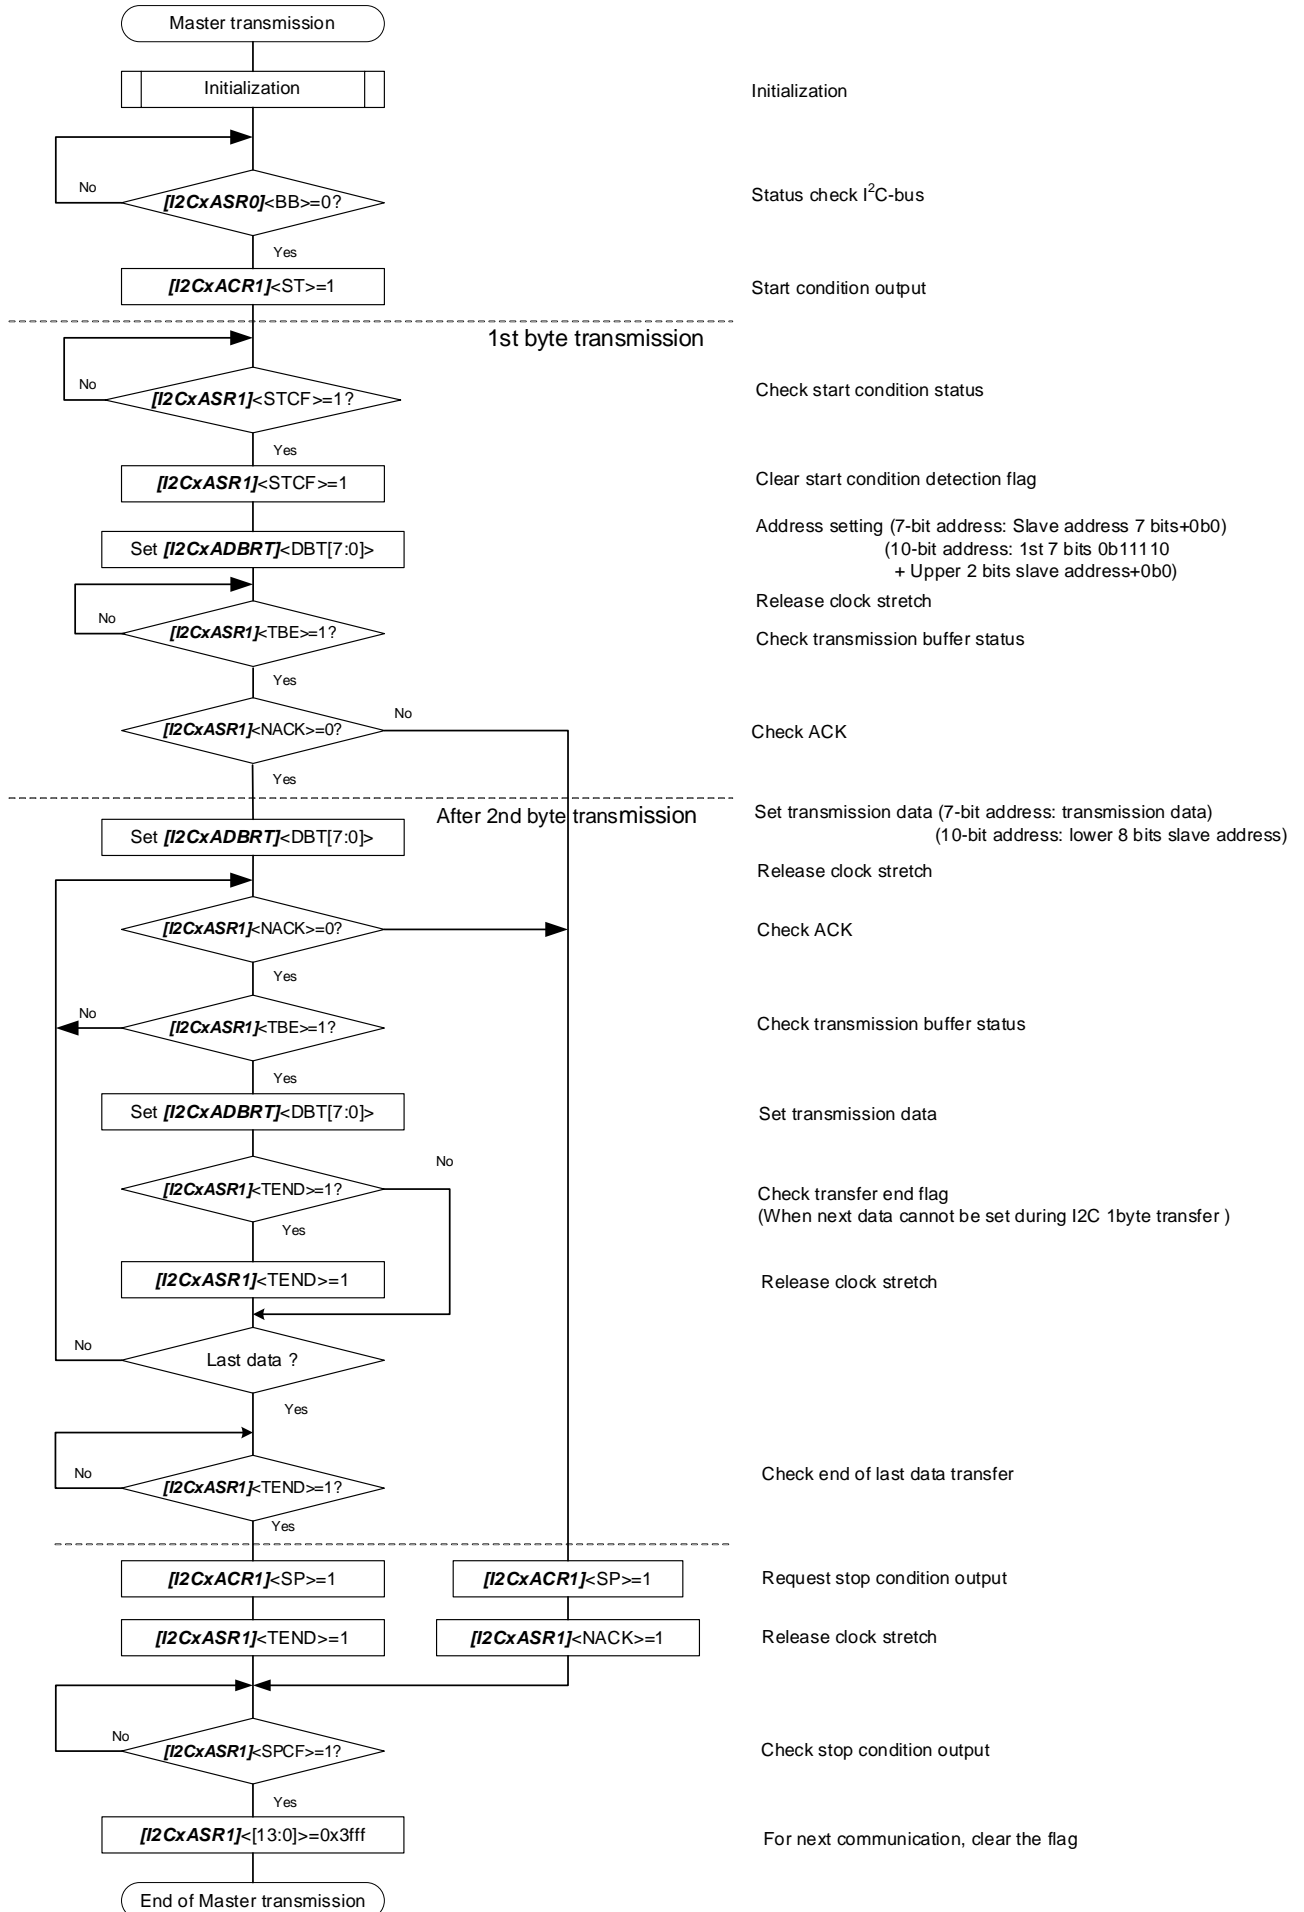 Master transmission
Initialization
Initialization
No
[I2CxASR0]<BB>=0?
Status check I2C-bus
Yes
[I2CxACR1]<ST>=1
Start condition output
1st byte transmission
No
[I2CxASR1]<STCF>=1?
Check start condition status
Yes
[I2CxASR1]<STCF>=1
Clear start condition detection flag
Set [I2CxADBRT]<DBT[7:0]>
Address setting (7-bit address: Slave address 7 bits+0b0)
(10-bit address: 1st 7 bits 0b11110
+ Upper 2 bits slave address+0b0)
Release clock stretch
No
[I2CxASR1]<TBE>=1?
Check transmission buffer status
Yes
[I2CxASR1]<NACK>=0?
No
Check ACK
Yes
After 2nd byte transmission
Set transmission data (7-bit address: transmission data)
(10-bit address: lower 8 bits slave address)
Set [I2CxADBRT]<DBT[7:0]>
Release clock stretch
[I2CxASR1]<NACK>=0?
Check ACK
Yes
No
[I2CxASR1]<TBE>=1?
Check transmission buffer status
Yes
Set [I2CxADBRT]<DBT[7:0]>
Set transmission data
No
[I2CxASR1]<TEND>=1?
Check transfer end flag
(When next data cannot be set during I2C 1byte transfer )
Yes
[I2CxASR1]<TEND>=1
Release clock stretch
No
Last data ?
Yes
No
[I2CxASR1]<TEND>=1?
Check end of last data transfer
Yes
[I2CxACR1]<SP>=1
[I2CxACR1]<SP>=1
Request stop condition output
[I2CxASR1]<TEND>=1
[I2CxASR1]<NACK>=1
Release clock stretch
No
[I2CxASR1]<SPCF>=1?
Check stop condition output
Yes
[I2CxASR1]<[13:0]>=0x3fff
For next communication, clear the flag
End of Master transmission